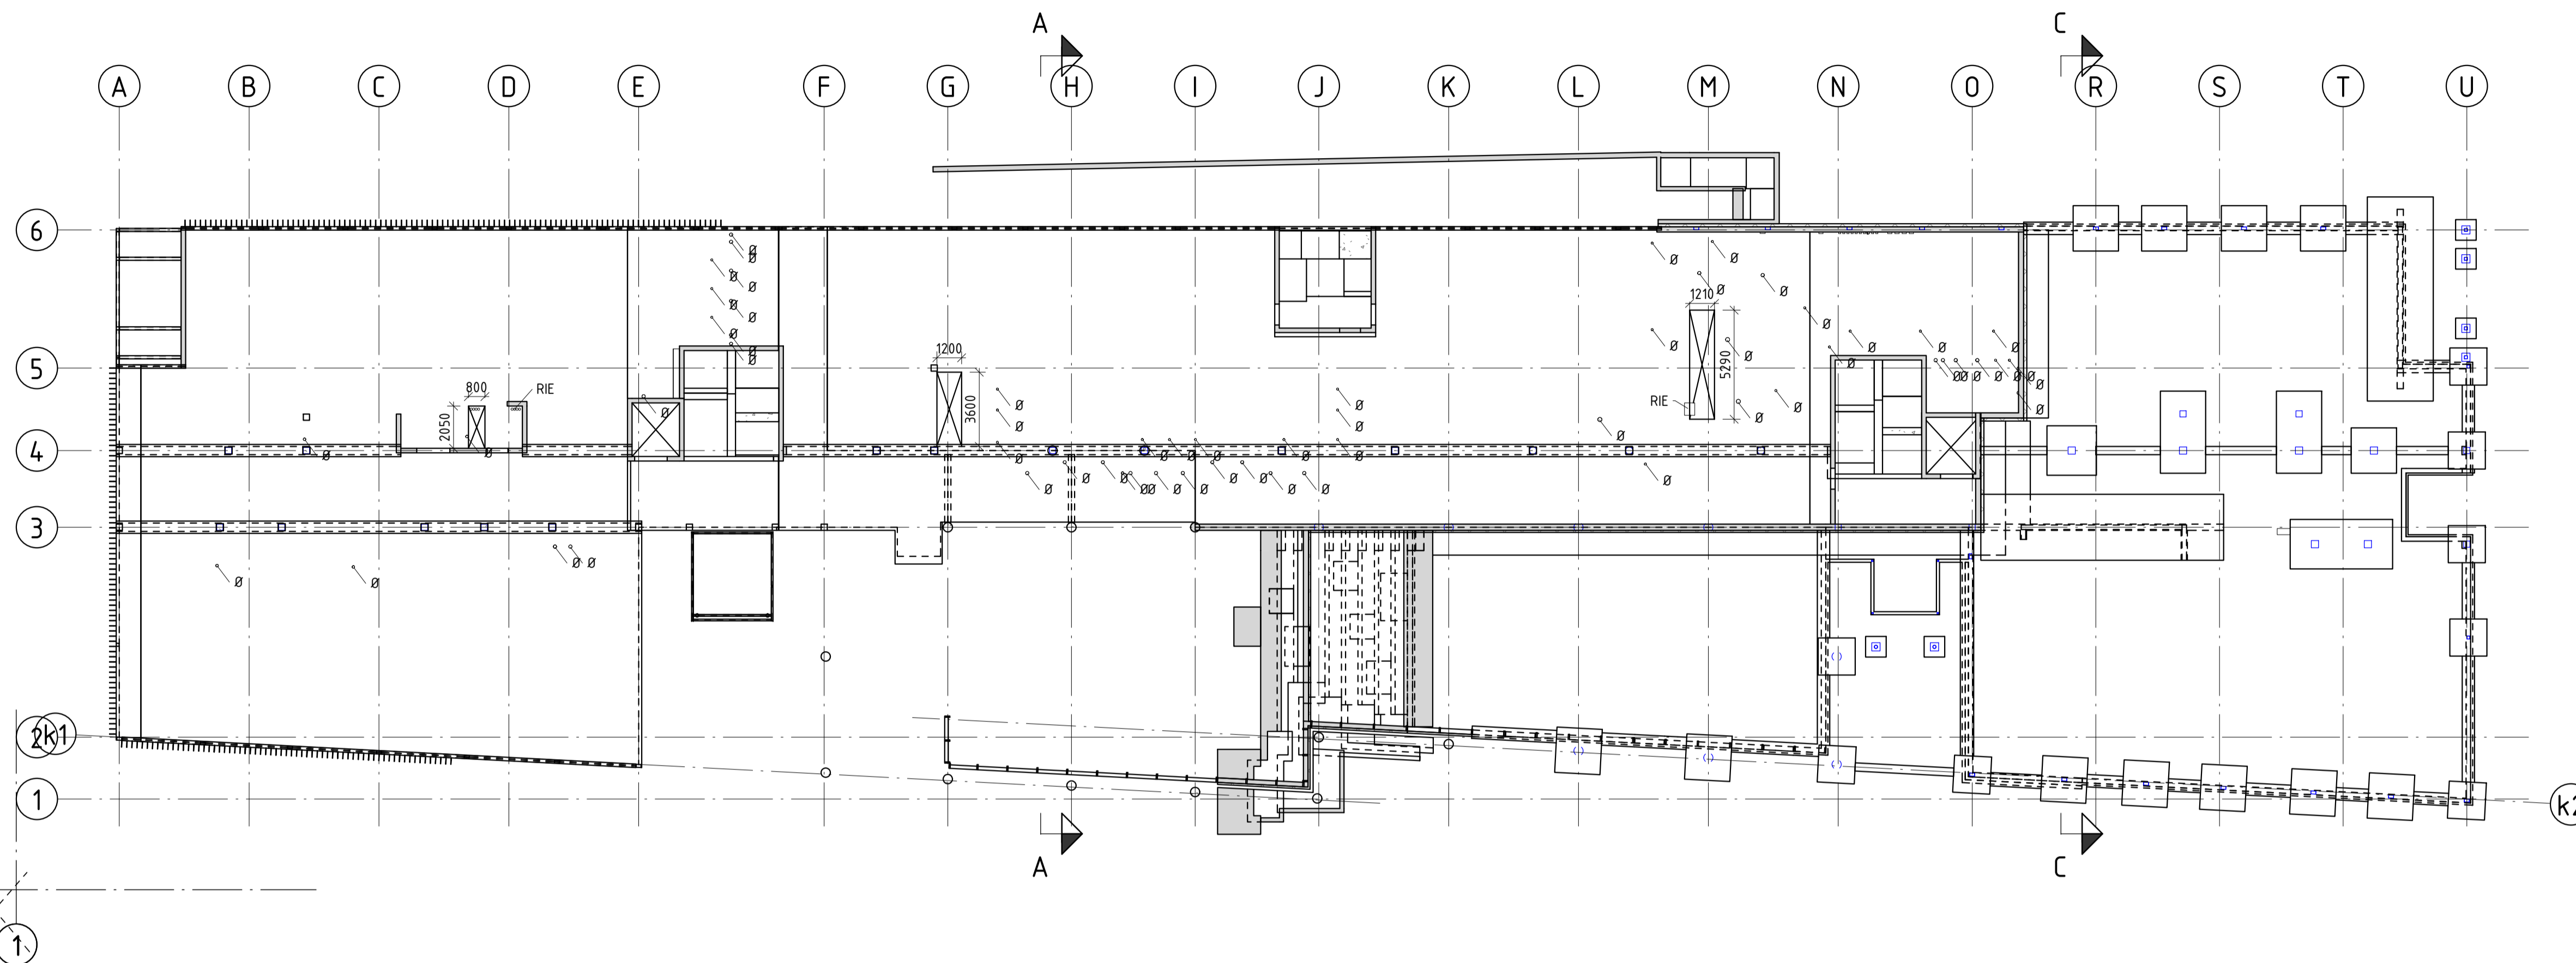 A C
A B C D E F G H I J K L M N O R S T U
6
Ø Ø Ø Ø Ø Ø Ø Ø Ø Ø Ø
Ø Ø Ø Ø Ø Ø
1210
5290
Ø Ø Ø Ø Ø Ø
5
1200
3600
800
2050
RIE
RIE
Ø Ø Ø Ø Ø Ø Ø Ø Ø Ø Ø Ø Ø
4
Ø Ø Ø Ø Ø Ø Ø Ø Ø Ø
Ø Ø Ø Ø Ø Ø Ø Ø Ø Ø Ø
3
Ø Ø Ø Ø
2 k1
1 k2
A C
1